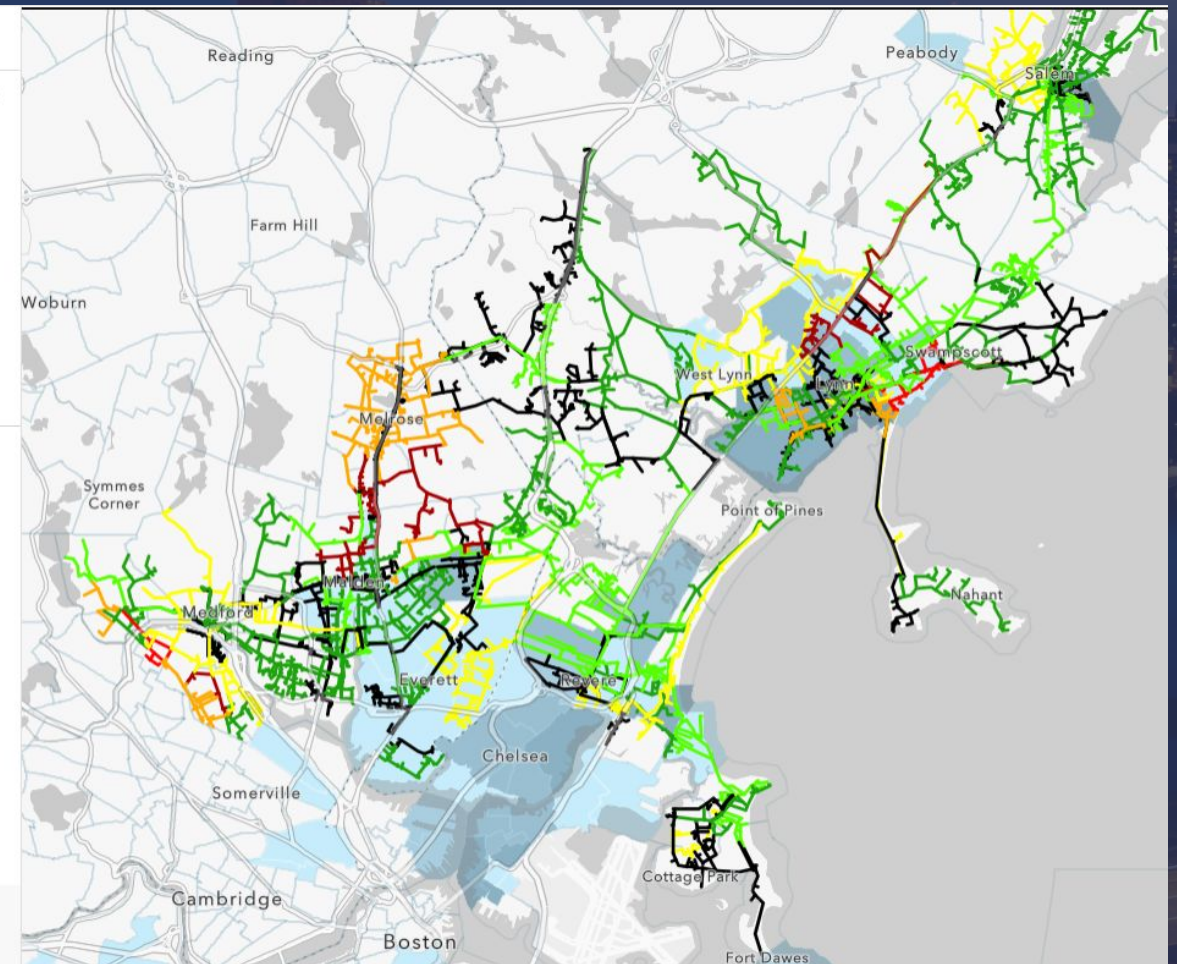 Reading
Peabody
Salem
Farm Hill
Woburn
Swampscott
West Lynn
Lynn
Melrose
Symmes
Corner
Point of Pines
Malden
Nahant
Medford
Everett
Revere
Chelsea
Somerville
Cottage Park
Cambridge
Boston
Fort Dawes